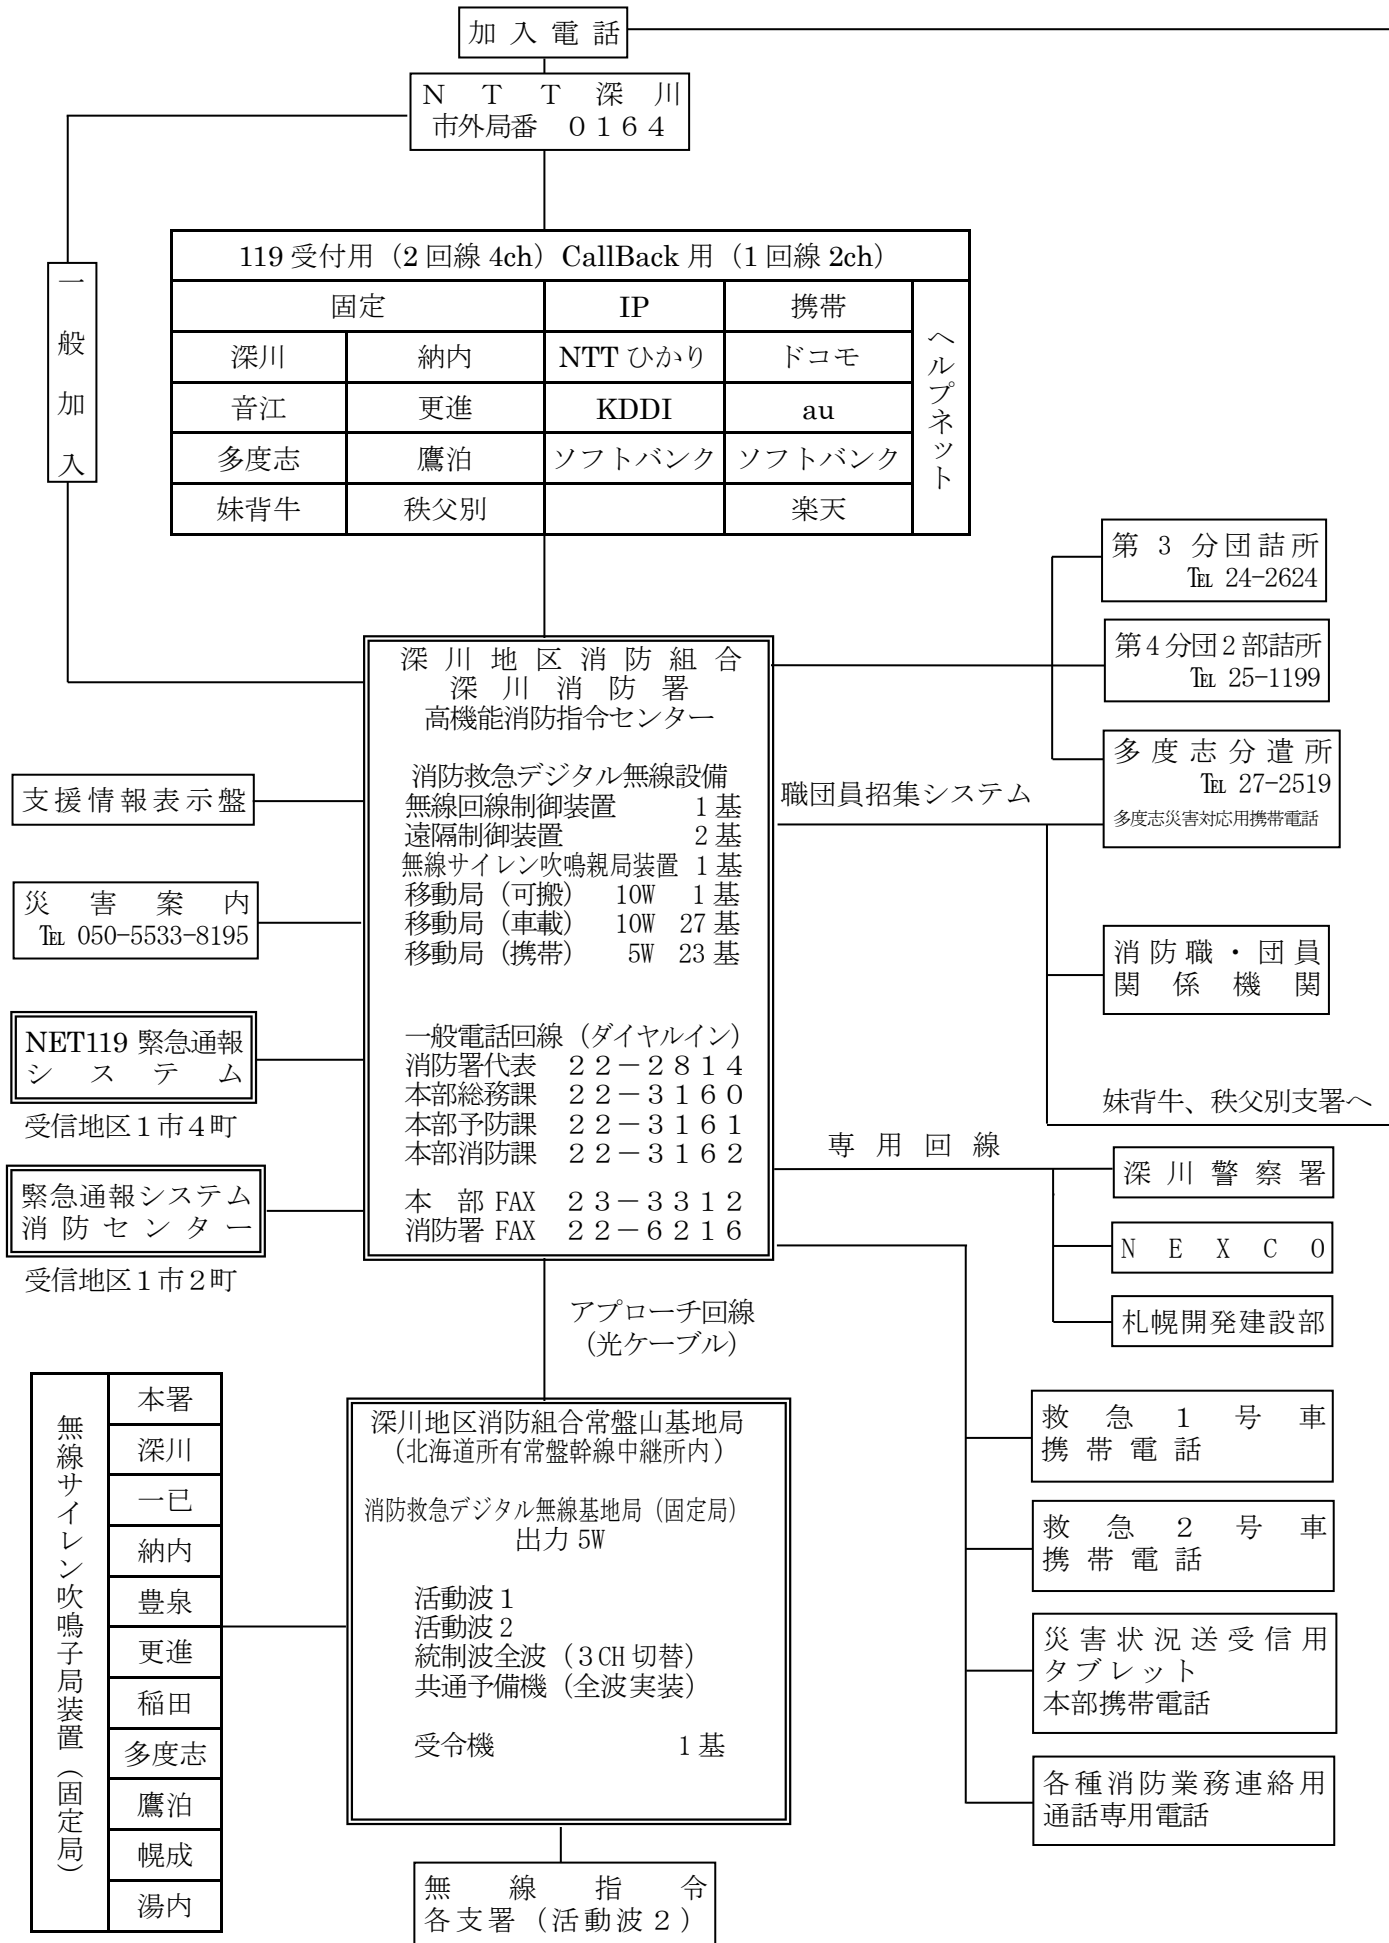 加入電話
ＮＴＴ深川
市外局番　０１６４
一般加入
119 受付用（2 回線 4ch）CallBack 用（1 回線 2ch）
固定 IP 携帯 ヘルプネット
深川 納内 NTT ひかり ドコモ
音江 更進 KDDI au
多度志 鷹泊 ソフトバンク ソフトバンク
妹背牛 秩父別 楽天
第３分団詰所
℡ 24-2624
第４分団２部詰所
℡ 25-1199
多度志分遣所
℡ 27-2519
多度志災害対応用携帯電話
深川地区消防組合
深川消防署
高機能消防指令センター
消防救急デジタル無線設備
無線回線制御装置 1 基
遠隔制御装置 2 基
無線サイレン吹鳴親局装置 1 基
移動局（可搬） 10W 1 基
移動局（車載） 10W 27 基
移動局（携帯） 5W 23 基
一般電話回線（ダイヤルイン）
消防署代表　２２－２８１４
本部総務課　２２－３１６０
本部予防課　２２－３１６１
本部消防課　２２－３１６２
本　部 FAX　２３－３３１２
消防署 FAX　２２－６２１６
職団員招集システム
支援情報表示盤
災害案内
℡ 050-5533-8195
NET119 緊急通報
システム
受信地区１市４町
緊急通報システム
消防センター
受信地区１市２町
消防職・団員
関係機関
妹背牛、秩父別支署へ
専用回線
深川警察署
ＮＥＸＣＯ
札幌開発建設部
アプローチ回線
（光ケーブル）
無線サイレン吹鳴子局装置（固定局）
本署
深川
一已
納内
豊泉
更進
稲田
多度志
鷹泊
幌成
湯内
深川地区消防組合常盤山基地局
（北海道所有常盤幹線中継所内）
消防救急デジタル無線基地局（固定局）
出力 5W
活動波１
活動波２
統制波全波（３CH 切替）
共通予備機（全波実装）
受令機 1 基
無線指令
各支署（活動波２）
救急１号車
携帯電話
救急２号車
携帯電話
災害状況送受信用
タブレット
本部携帯電話
各種消防業務連絡用
通話専用電話